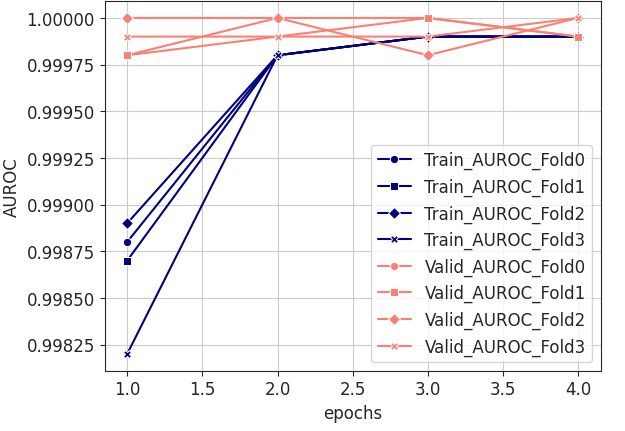 1.00000
0.99975
0.99950
0.99925
0.99900
0.99875
0.99850
0.99825
AUROC
1.0
1.5
2.0
2.5
3.0
3.5
4.0
epochs
Train_AUROC_Fold0
Train_AUROC_Fold1
Train_AUROC_Fold2
Train_AUROC_Fold3
Valid_AUROC_Fold0
Valid_AUROC_Fold1
Valid_AUROC_Fold2
Valid_AUROC_Fold3